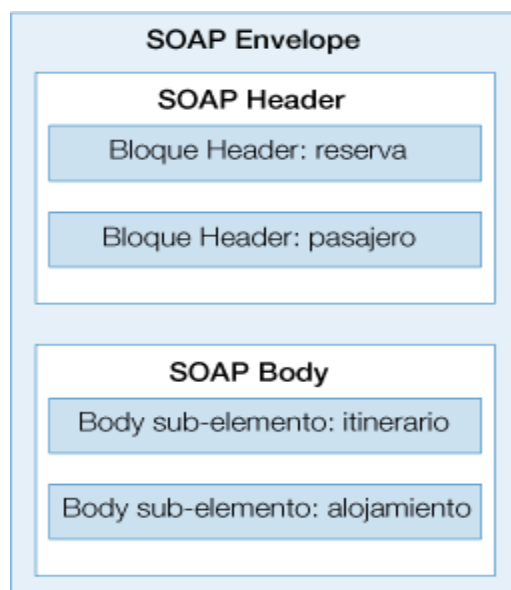 SOAP Envelope
SOAP Header
Bloque Header: reserva
Bloque Header: pasajero
SOAP Body
Body sub-elemento: itinerario
Body sub-elemento: alojamiento